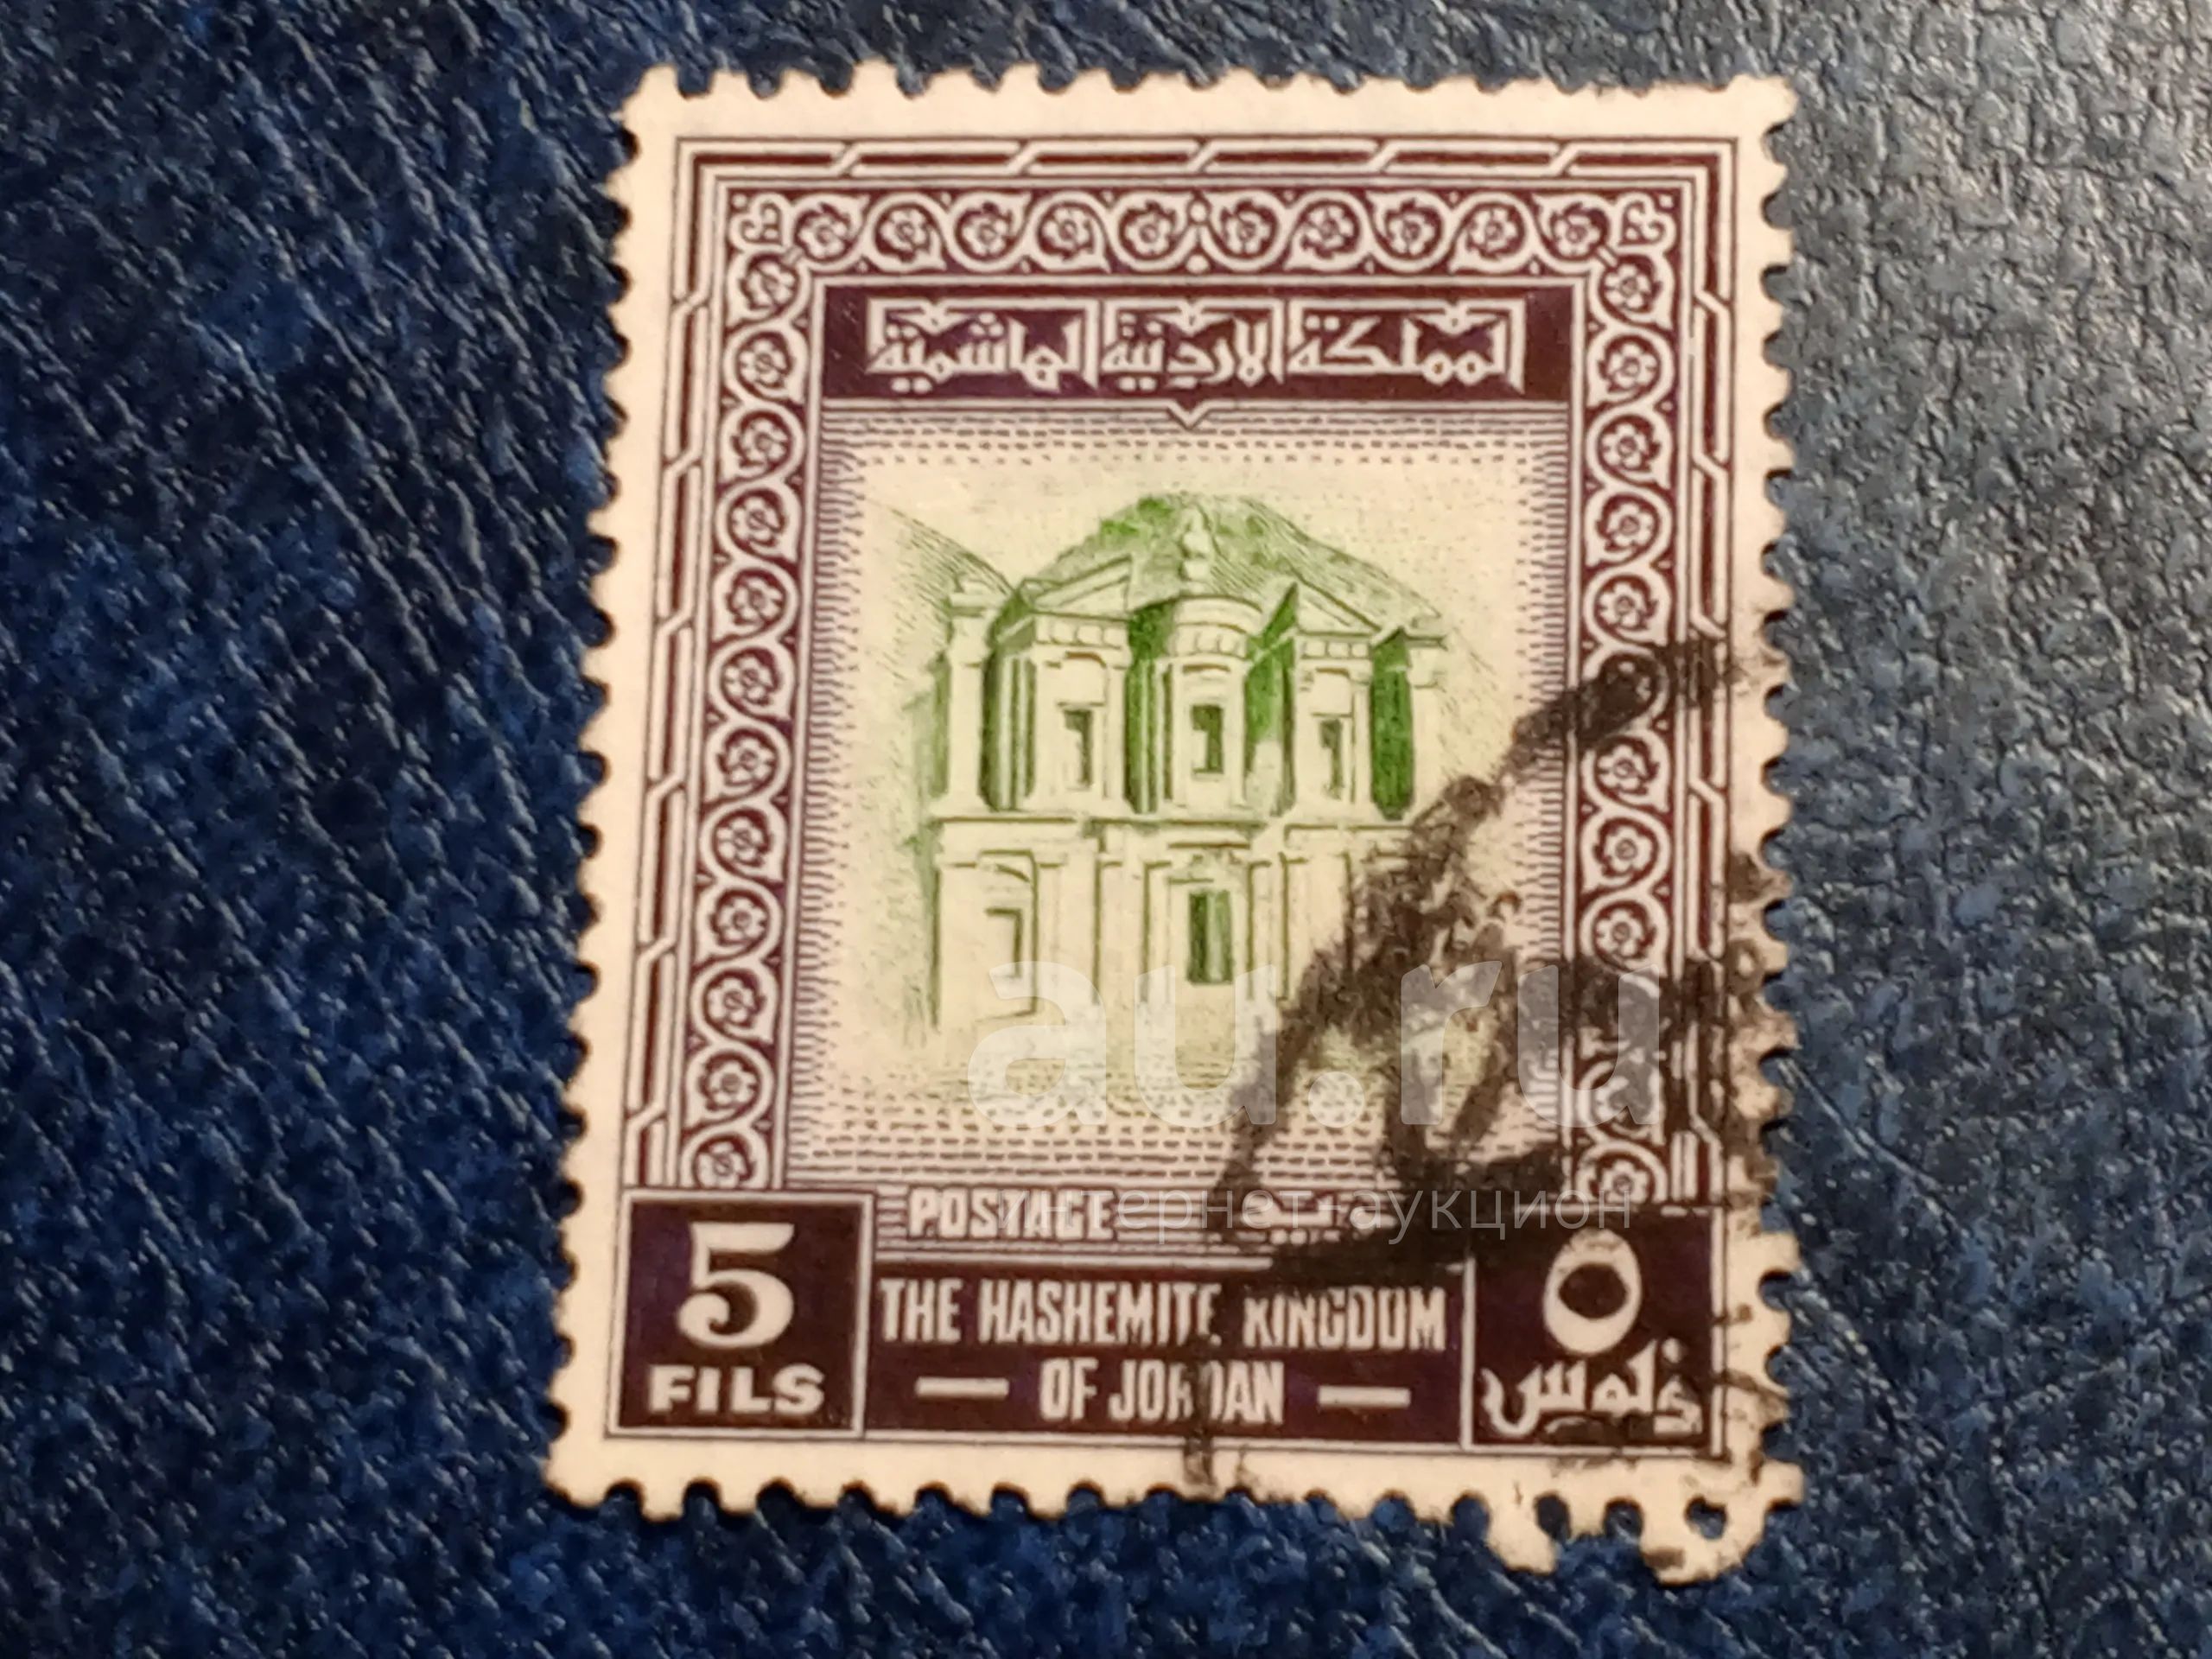 المملكة الاردنية الهاشمية
POSTAGE
5
FILS
THE HASHEMITE KINGDOM
OF JORDAN
٥
فلوس
au.ru
интернет-аукцион